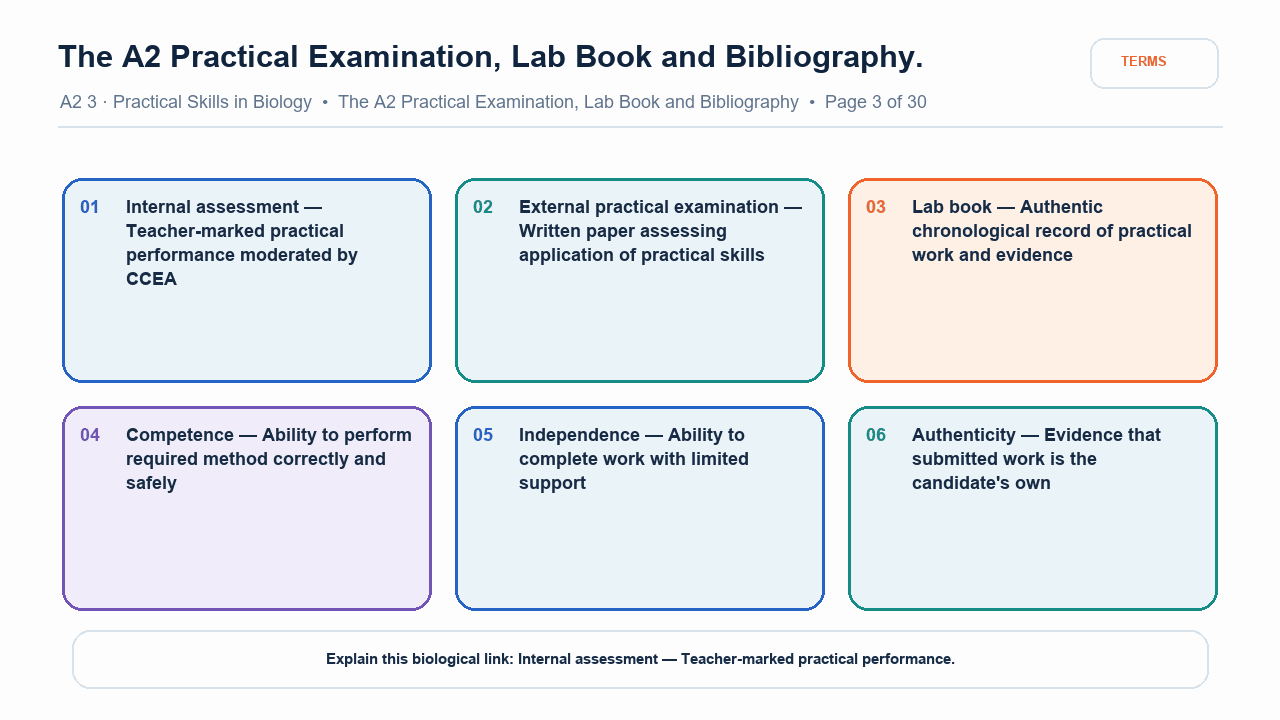 The A2 Practical Examination, Lab Book and Bibliography.
TERMS
A2 3 · Practical Skills in Biology • The A2 Practical Examination, Lab Book and Bibliography • Page 3 of 30
01
Internal assessment —
Teacher-marked practical
performance moderated by
CCEA
02
External practical examination —
Written paper assessing
application of practical skills
03
Lab book — Authentic
chronological record of practical
work and evidence
04
Competence — Ability to perform
required method correctly and
safely
05
Independence — Ability to
complete work with limited
support
06
Authenticity — Evidence that
submitted work is the
candidate's own
Explain this biological link: Internal assessment — Teacher-marked practical performance.